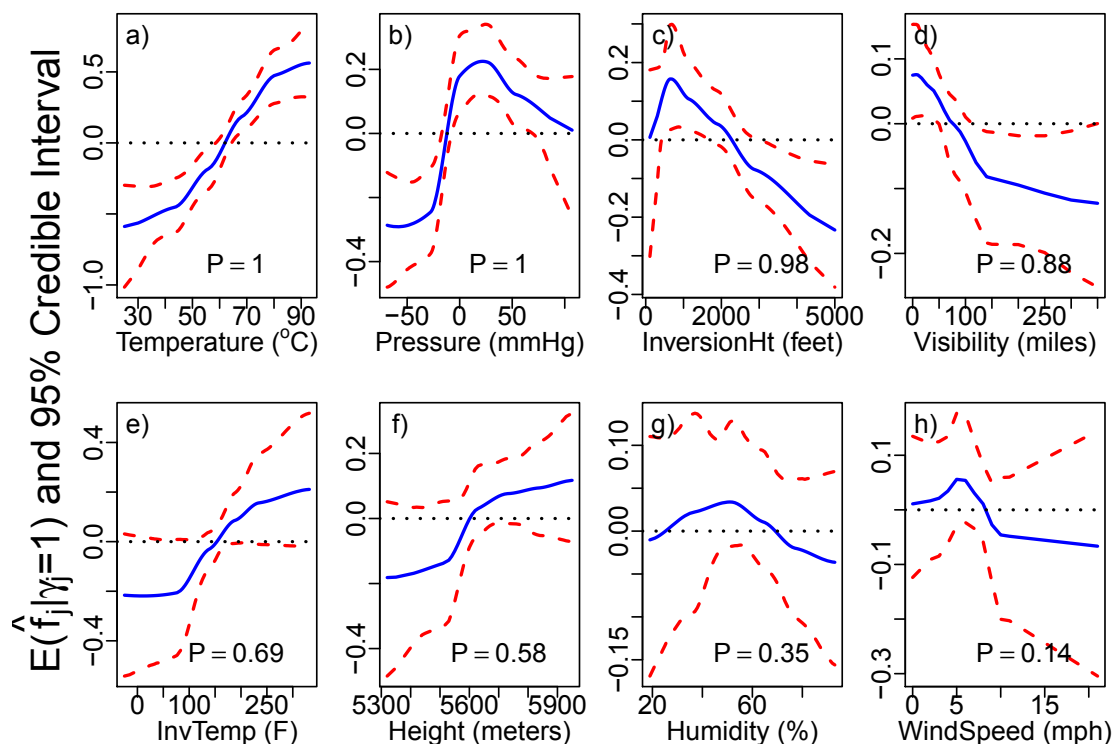 Ê(fj|γj=1) and 95% Credible Interval
a)
−1.0 0.0 0.5
P = 1
30 50 70 90
Temperature (°C)
b)
−0.4 0.0 0.2
P = 1
−50 0 50
Pressure (mmHg)
c)
−0.4 −0.2 0.0 0.2
P = 0.98
0 2000 5000
InversionHt (feet)
d)
−0.2 0.0 0.1
P = 0.88
0 100 250
Visibility (miles)
e)
−0.4 0.0 0.4
P = 0.69
0 100 250
InvTemp (F)
f)
−0.4 0.0 0.2
P = 0.58
5300 5600 5900
Height (meters)
g)
−0.15 0.00 0.10
P = 0.35
20 40 60
Humidity (%)
h)
−0.3 −0.1 0.1
P = 0.14
0 5 15
WindSpeed (mph)